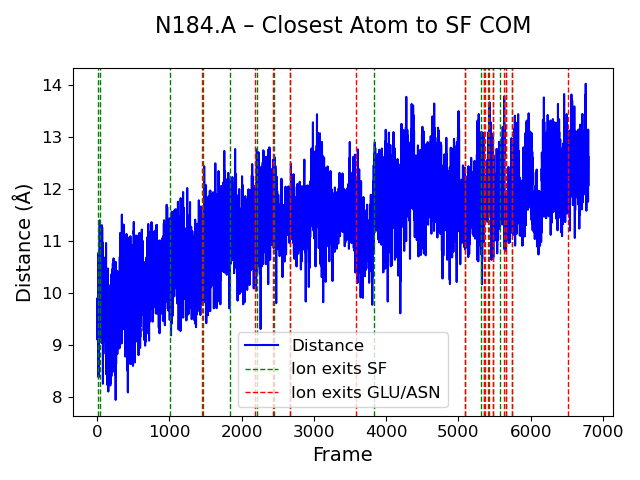 N184.A – Closest Atom to SF COM
14
13
12
11
10
9
8
Distance (Å)
Distance
Ion exits SF
Ion exits GLU/ASN
0 1000 2000 3000 4000 5000 6000 7000
Frame